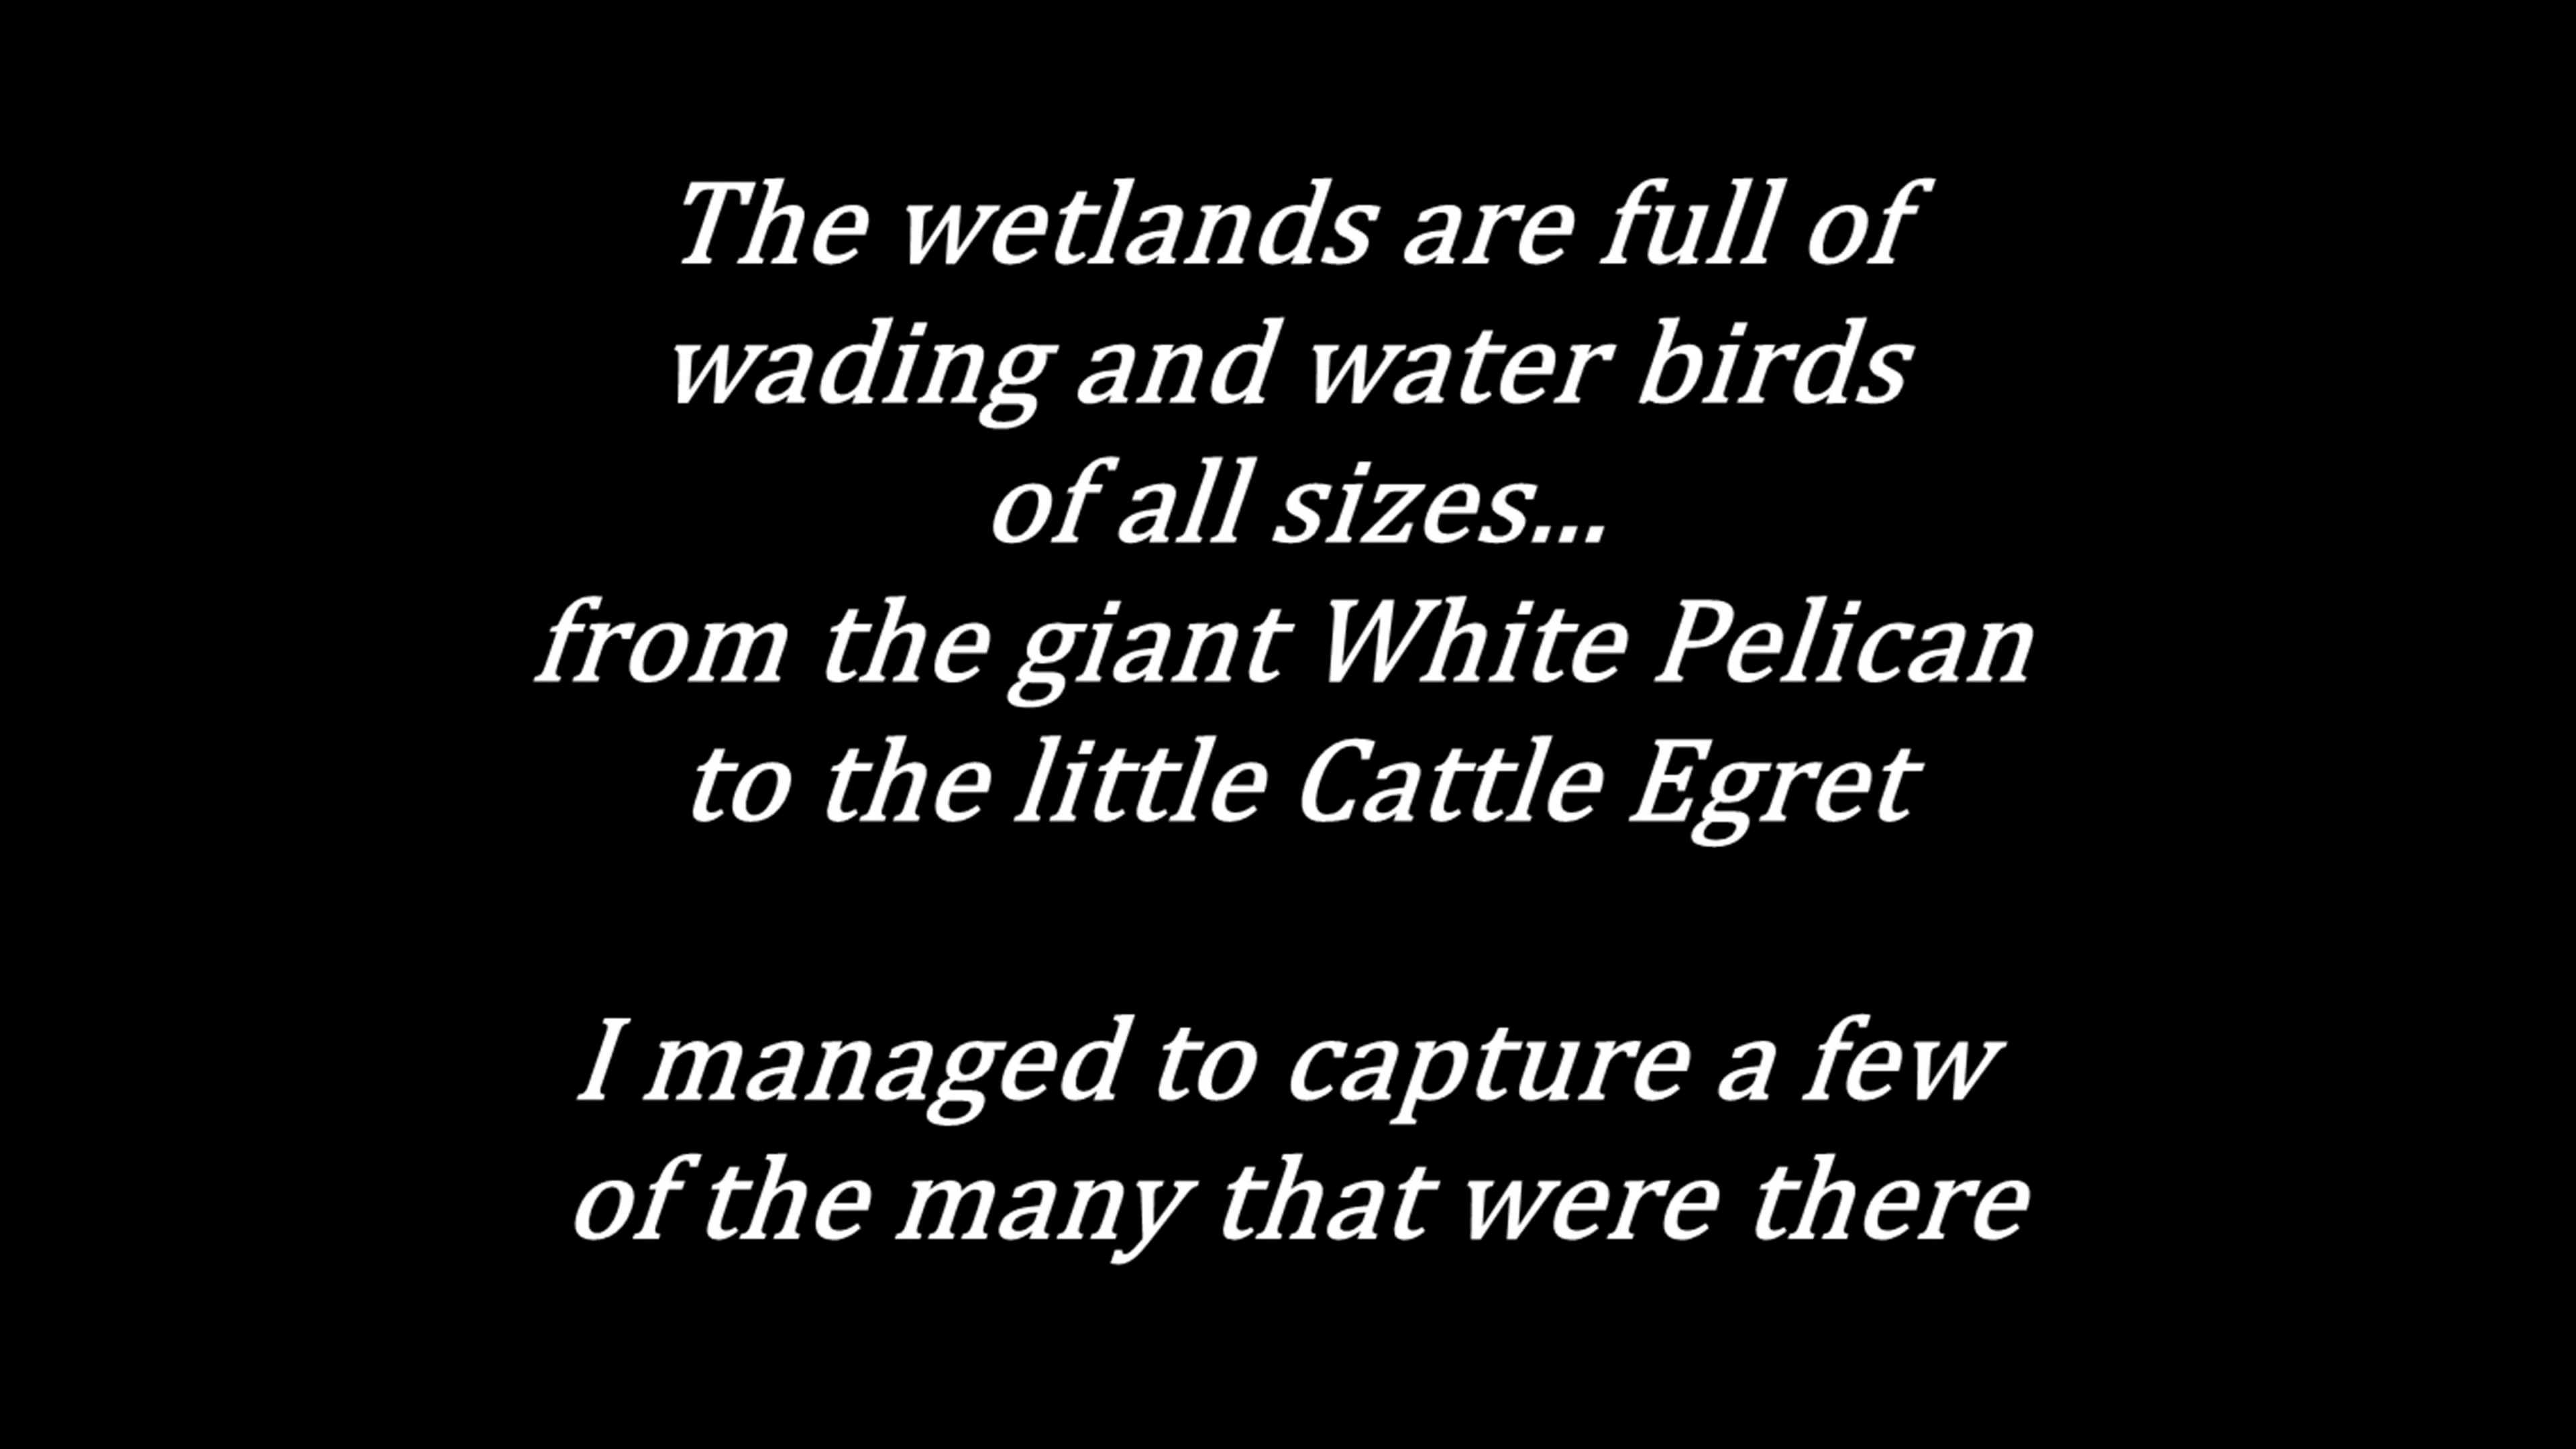 The wetlands are full of
wading and water birds
of all sizes...
from the giant White Pelican
to the little Cattle Egret
I managed to capture a few
of the many that were there